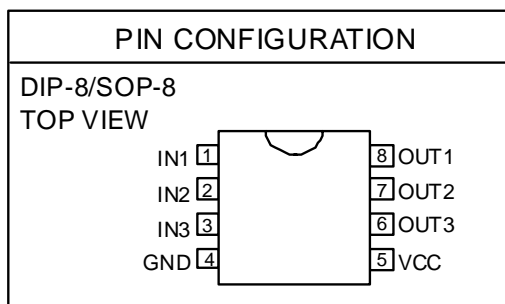 PIN CONFIGURATION
DIP-8/SOP-8
TOP VIEW
IN1 1 8 OUT1
IN2 2 7 OUT2
IN3 3 6 OUT3
GND 4 5 VCC